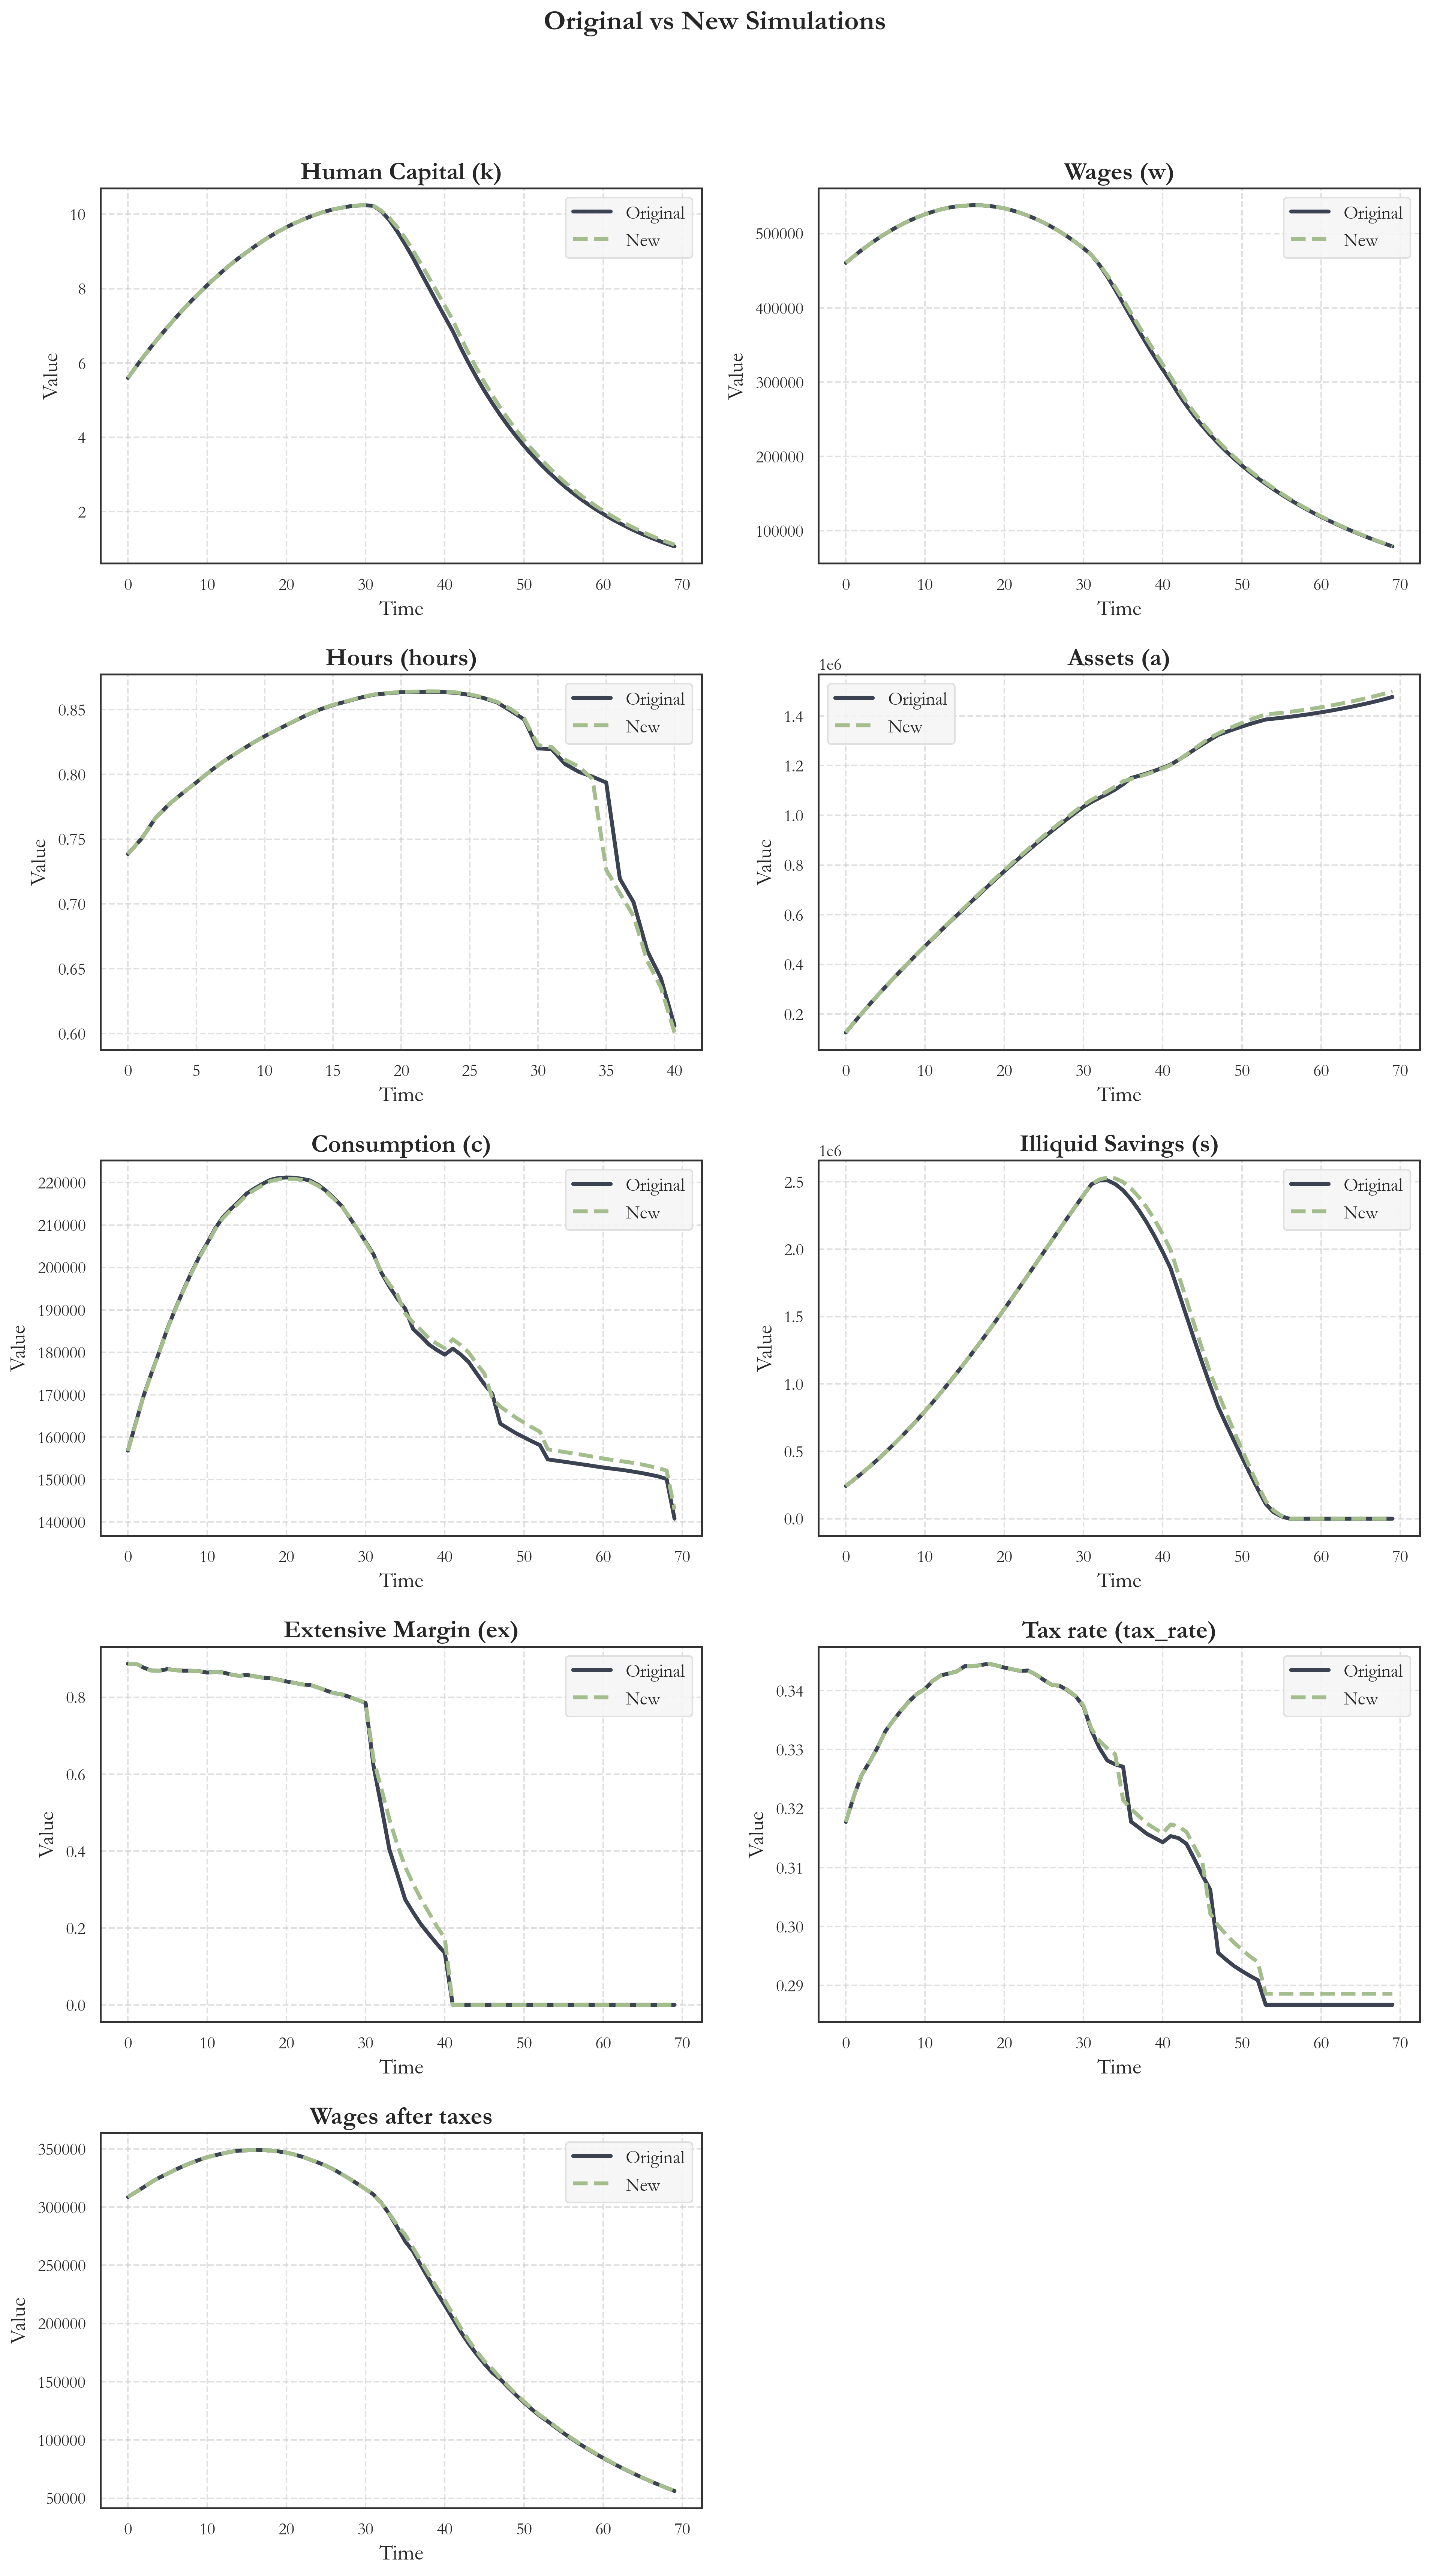 Original vs New Simulations
Human Capital (k)
Value
10
8
6
4
2
0 10 20 30 40 50 60 70
Time
Original
New
Wages (w)
Value
500000
400000
300000
200000
100000
0 10 20 30 40 50 60 70
Time
Original
New
Hours (hours)
Value
0.85
0.80
0.75
0.70
0.65
0.60
0 5 10 15 10 15 20 25 30 35 40
Time
Original
New
Assets (a)
1e6
Value
1.4
1.2
1.0
0.8
0.6
0.4
0.2
0 10 20 30 40 50 60 70
Time
Original
New
Consumption (c)
Value
220000
210000
200000
190000
180000
170000
160000
150000
140000
0 10 20 30 40 50 60 70
Time
Original
New
Illiquid Savings (s)
1e6
Value
2.5
2.0
1.5
1.0
0.5
0.0
0 10 20 30 40 50 60 70
Time
Original
New
Extensive Margin (ex)
Value
0.8
0.6
0.4
0.2
0.0
0 10 20 30 40 50 60 70
Time
Original
New
Tax rate (tax_rate)
Value
0.34
0.33
0.32
0.31
0.30
0.29
0 10 20 30 40 50 60 70
Time
Original
New
Wages after taxes
Value
350000
300000
250000
200000
150000
100000
50000
0 10 20 30 40 50 60 70
Time
Original
New